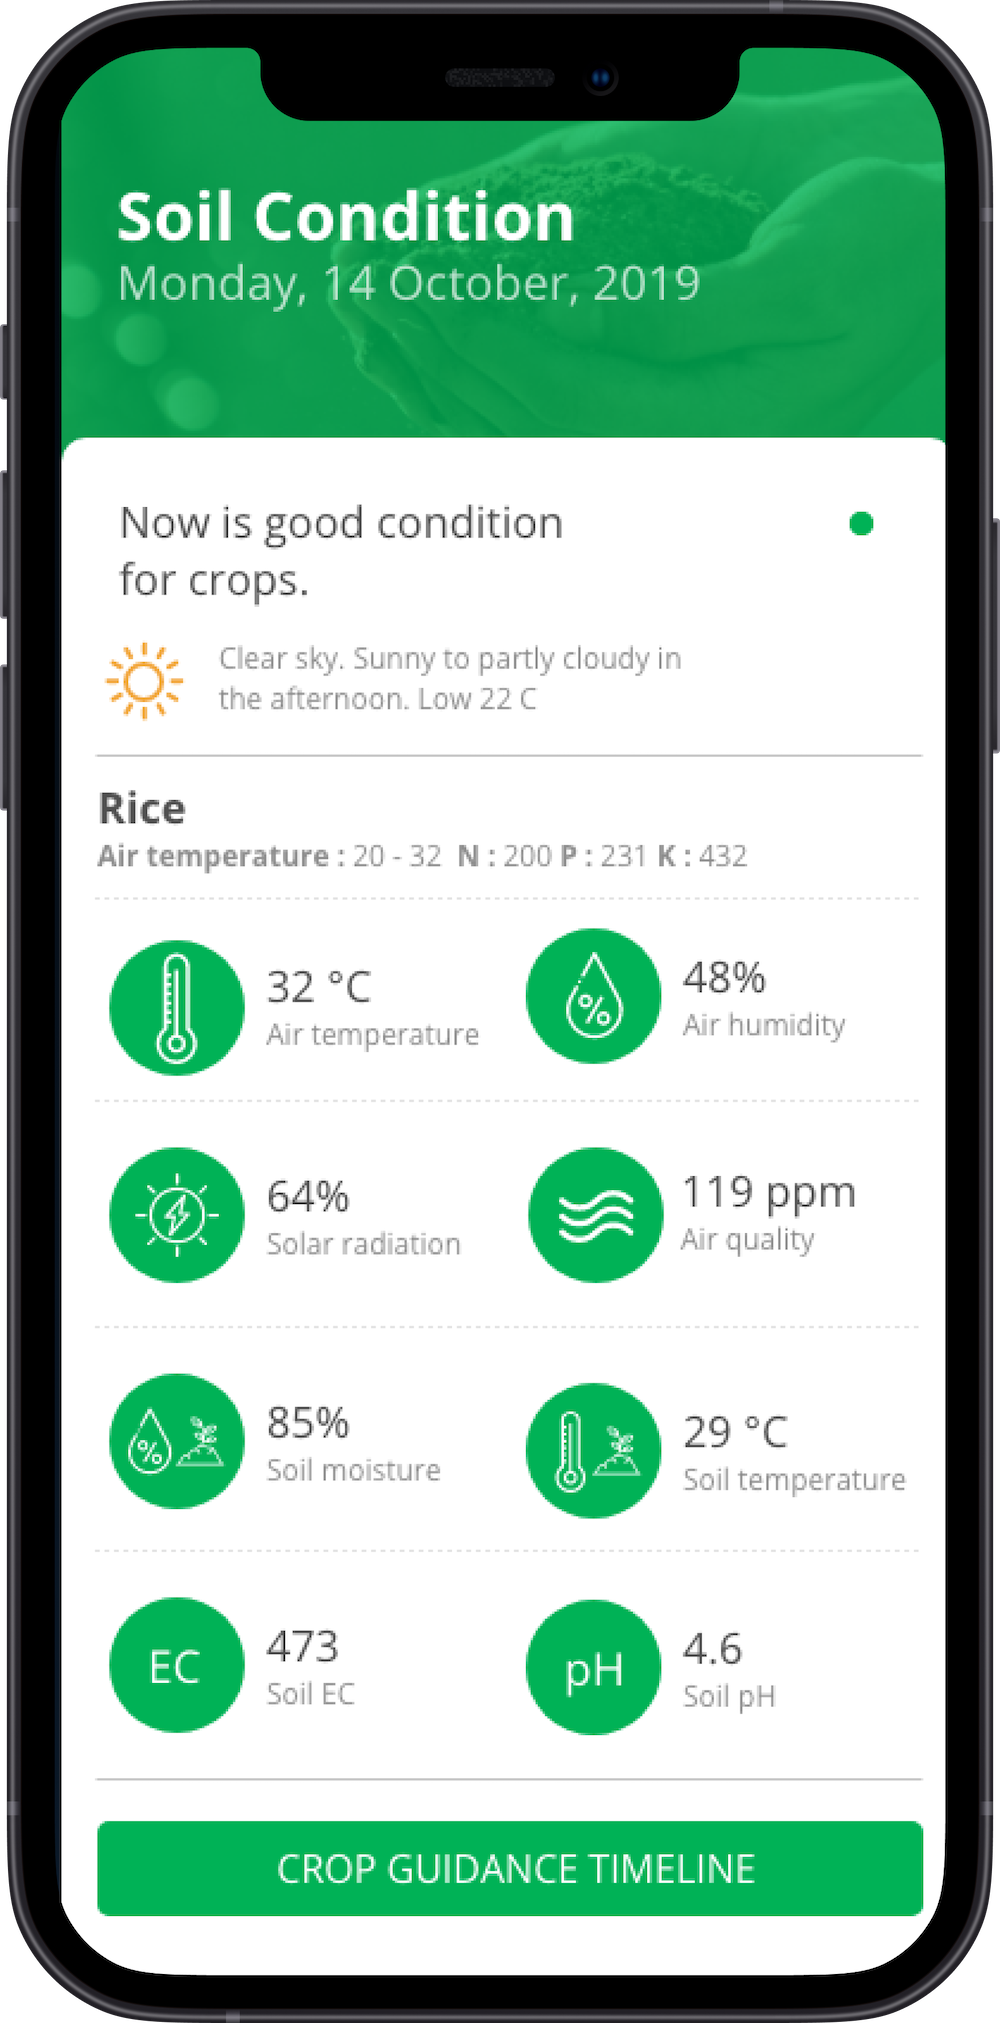 Soil Condition
Monday, 14 October, 2019
Now is good condition
for crops.
Clear sky. Sunny to partly cloudy in
the afternoon. Low 22 C
Rice
Air temperature : 20 - 32 N : 200 P : 231 K : 432
32 °C
Air temperature
%
48%
Air humidity
64%
Solar radiation
119 ppm
Air quality
%
85%
Soil moisture
29 °C
Soil temperature
EC
473
Soil EC
pH
4.6
Soil pH
CROP GUIDANCE TIMELINE